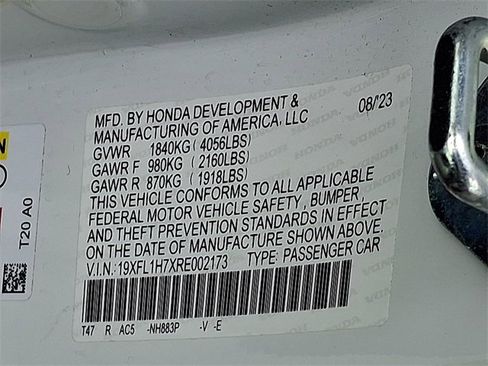 MFD. BY HONDA DEVELOPMENT & 08/'23
MANUFACTURING OF AMERICA, LLC
GVWR 1840KG ( 4056LBS)
GAWR F 980KG ( 2160LBS)
GAWR R 870KG ( 1918LBS)
THIS VEHICLE CONFORMS TO ALL APPLICABLE
FEDERAL MOTOR VEHICLE SAFETY , BUMPER,
AND THEFT PREVENTION STANDARDS IN EFFECT
ON THE DATE OF MANUFACTURE SHOWN ABOVE.
V.I.N.:19XFL1H7XRE002173 TYPE: PASSENGER CAR
T47 R AC5 -NH883P -V -E
T20 A0